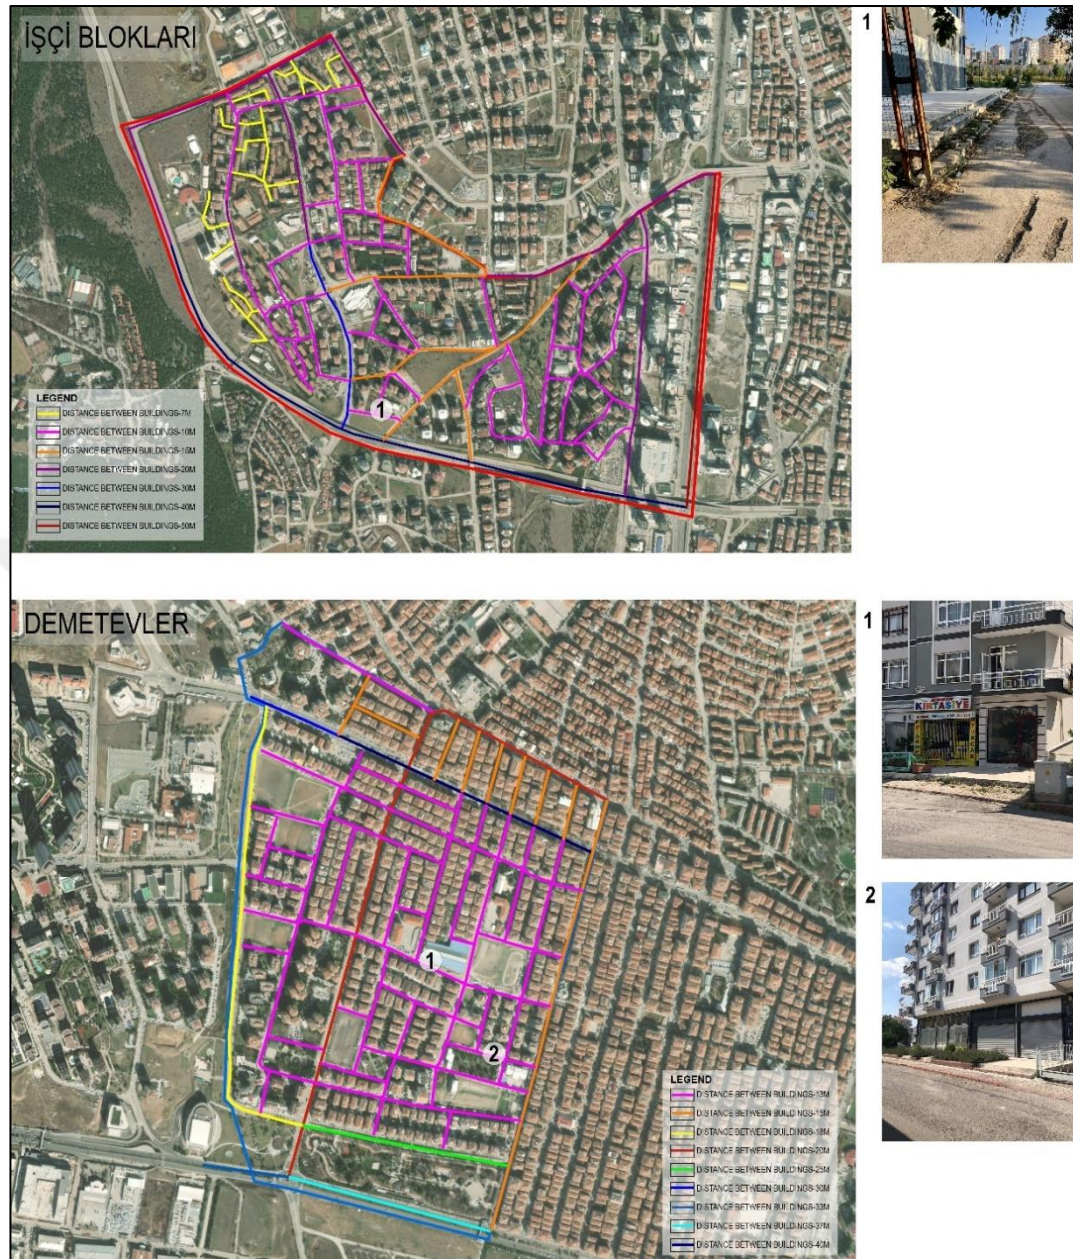 İŞÇİ BLOKLARI
1
1
LEGEND
DISTANCE BETWEEN BUILDINGS-7M
DISTANCE BETWEEN BUILDINGS-10M
DISTANCE BETWEEN BUILDINGS-15M
DISTANCE BETWEEN BUILDINGS-20M
DISTANCE BETWEEN BUILDINGS-30M
DISTANCE BETWEEN BUILDINGS-40M
DISTANCE BETWEEN BUILDINGS-50M
DEMETEVLER
1
KIRTASİYE
2
1
2
LEGEND
DISTANCE BETWEEN BUILDINGS-13M
DISTANCE BETWEEN BUILDINGS-15M
DISTANCE BETWEEN BUILDINGS-18M
DISTANCE BETWEEN BUILDINGS-20M
DISTANCE BETWEEN BUILDINGS-25M
DISTANCE BETWEEN BUILDINGS-30M
DISTANCE BETWEEN BUILDINGS-33M
DISTANCE BETWEEN BUILDINGS-37M
DISTANCE BETWEEN BUILDINGS-40M